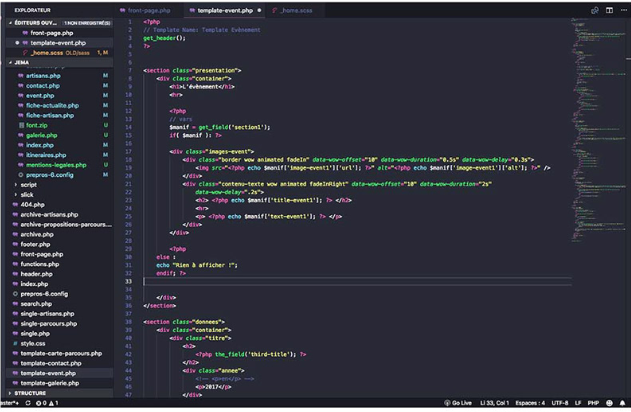 EXPLORATEUR
ÉDITEURS OUV... 1 NON ENREGISTRÉ(S)
front-page.php M
template-event.php
_home.scss OLD/sass 1, M
JEMA
artisans.php M
contact.php M
event.php M
fiche-actualite.php M
fiche-artisan.php M
font.zip U
galerie.php U
index.php M
itineraires.php M
mentions-legales.php U
prepros-6.config M
script
slick
404.php
archive-artisans.php
archive-propositions-parcours....
archive.php
footer.php
front-page.php
functions.php
header.php
index.php
prepros-6.config
search.php
single-artisans.php
single-parcours.php
single.php
style.css
template-carte-parcours.php
template-contact.php
template-event.php
template-galerie.php
STRUCTURE
front-page.php template-event.php _home.scss
1 <?php
2 // Template Name: Template Evènement
3 get_header();
4 ?>
5
6
7 <section class="presentation">
8 <div class="container">
9 <h1>L'évènement</h1>
10 <hr>
11
12 <?php
13 // vars
14 $manif = get_field('section1');
15 if( $manif ): ?>
16
17 <div class="images-event">
18 <div class="border wow animated fadeIn" data-wow-offset="10" data-wow-duration="0.5s" data-wow-delay="0.3s">
19 <img src="<?php echo $manif['image-event1']['url']; ?>" alt="<?php echo $manif['image-event1']['alt']; ?>" />
20 </div>
21 <div class="contenu-texte wow animated fadeInRight" data-wow-offset="10" data-wow-duration="2s"
22 data-wow-delay=".2s">
23 <h2> <?php echo $manif['title-event1']; ?> </h2>
24 <hr>
25 <p> <?php echo $manif['text-event1']; ?> </p>
26 </div>
27 </div>
28
29 <?php
30 else :
31 echo "Rien à afficher !";
32 endif; ?>
33
34
35 </div>
36 </section>
37
38 <section class="donnees">
39 <div class="container">
40 <div class="titre">
41 <h2>
42 <?php the_field('third-title'); ?>
43 </h2>
44 <div class="annee">
45 <!-- <p>en</p> -->
46 <p>2017</p>
47 </div>
aster*+ 0 1 Go Live Li 33, Col 1 Espaces : 4 UTF-8 LF PHP